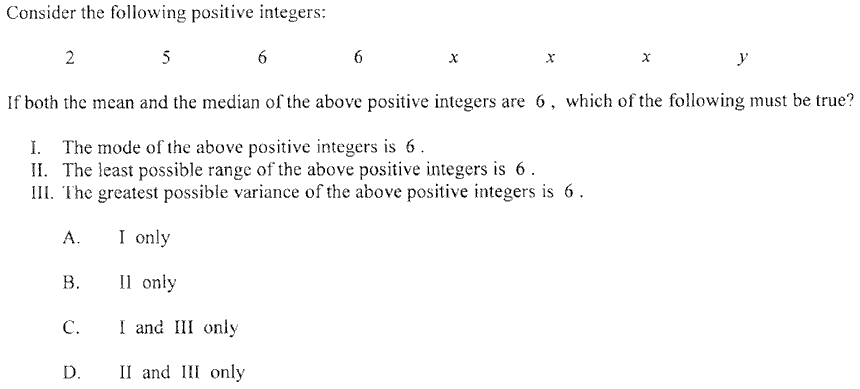 Consider the following positive integers:
2 5 6 6 x x x y
If both the mean and the median of the above positive integers are 6 , which of the following must be true?
I. The mode of the above positive integers is 6 .
II. The least possible range of the above positive integers is 6 .
III. The greatest possible variance of the above positive integers is 6 .
A. I only
B. II only
C. I and III only
D. II and III only